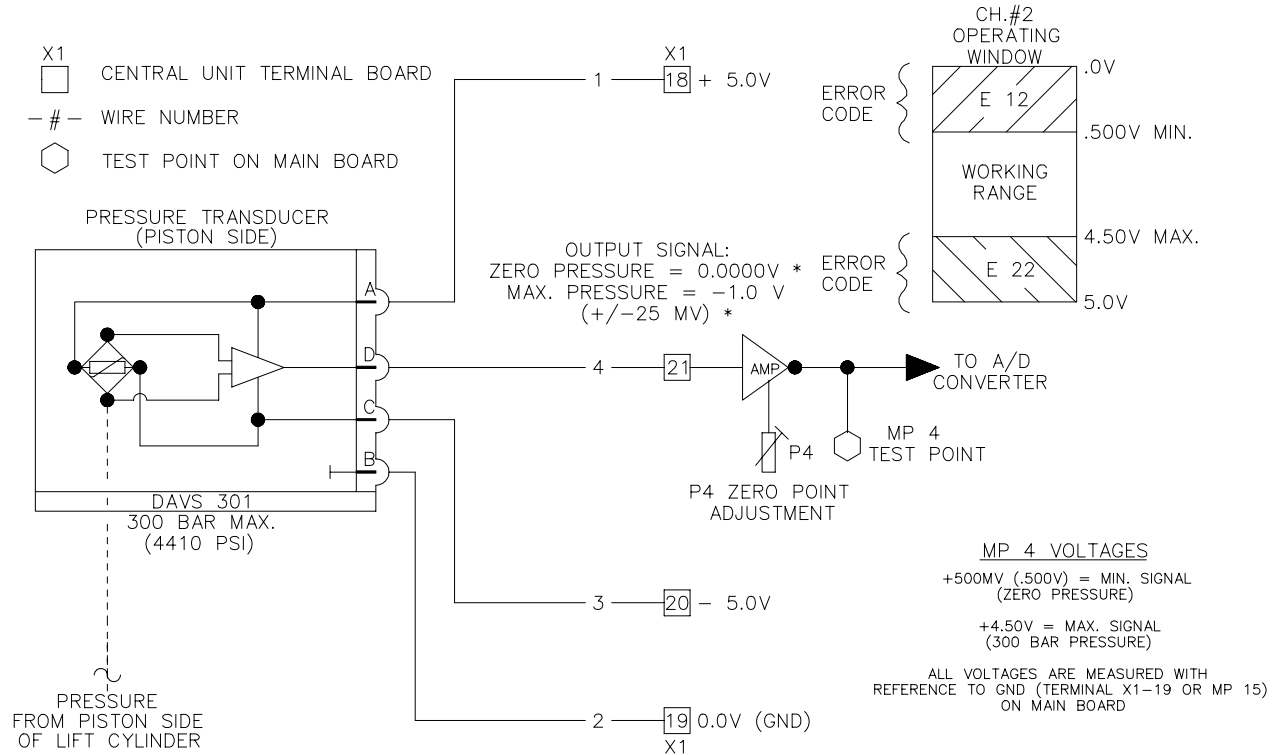 X1
CENTRAL UNIT TERMINAL BOARD
-#- WIRE NUMBER
TEST POINT ON MAIN BOARD
PRESSURE TRANSDUCER
(PISTON SIDE)
A
D
C
B
DAVS 301
300 BAR MAX.
(4410 PSI)
PRESSURE
FROM PISTON SIDE
OF LIFT CYLINDER
X1
1 18 + 5.0V
OUTPUT SIGNAL:
ZERO PRESSURE = 0.0000V *
MAX. PRESSURE = -1.0 V
(+/-25 MV) *
4 21
AMP
P4
P4 ZERO POINT
ADJUSTMENT
MP 4
TEST POINT
TO A/D
CONVERTER
3 20 - 5.0V
2 19 0.0V (GND)
X1
CH.#2
OPERATING
WINDOW
.0V
ERROR
CODE
E 12
.500V MIN.
WORKING
RANGE
4.50V MAX.
ERROR
CODE
E 22
5.0V
MP 4 VOLTAGES
+500MV (.500V) = MIN. SIGNAL
(ZERO PRESSURE)
+4.50V = MAX. SIGNAL
(300 BAR PRESSURE)
ALL VOLTAGES ARE MEASURED WITH
REFERENCE TO GND (TERMINAL X1-19 OR MP 15)
ON MAIN BOARD